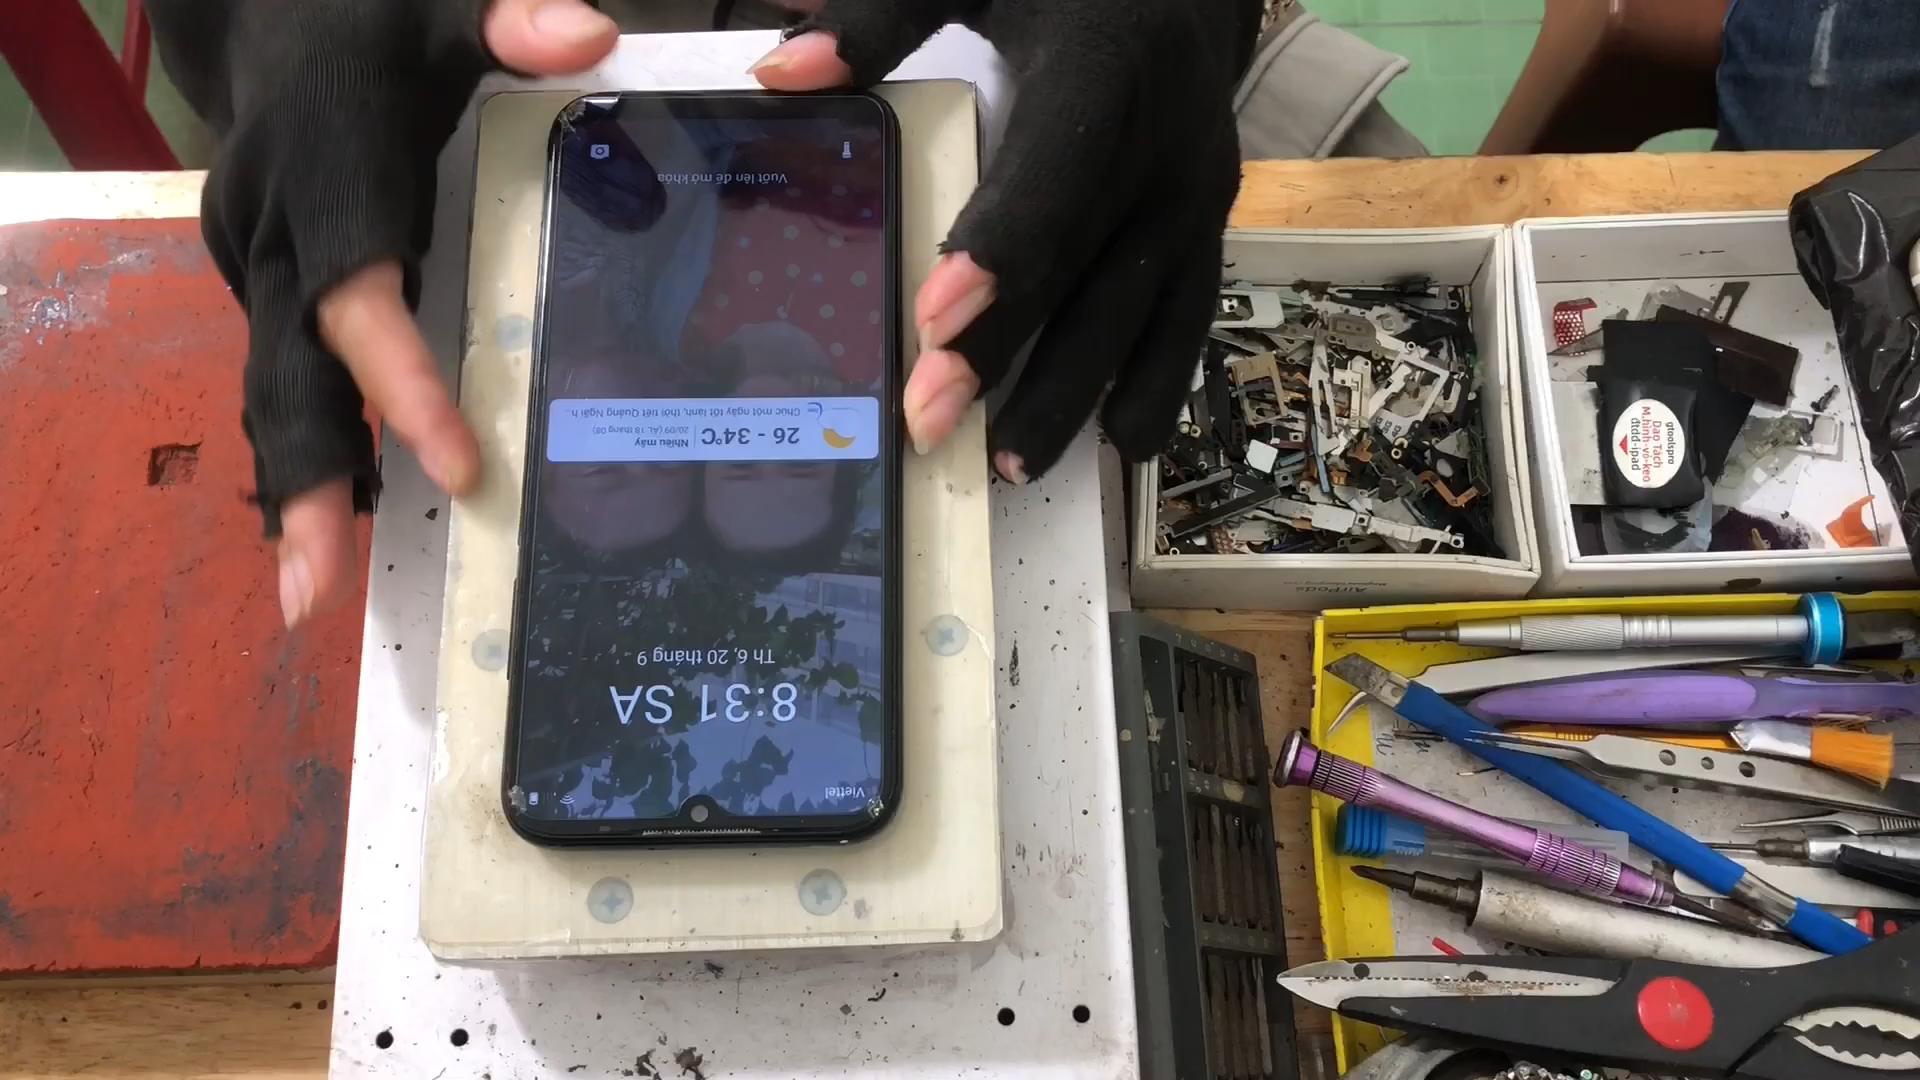 Viettel
8:31 SA
Th 6, 20 tháng 9
26 - 34°C
Nhiều mây
20/09 (AL 18 tháng 08)
Chúc một ngày tốt lành, thời tiết Quảng Ngãi h...
Vuốt lên để mở khóa
AirPods
gtoolspro
Dao Tách
M.hình-vỏ-keo
đtdd-ipad